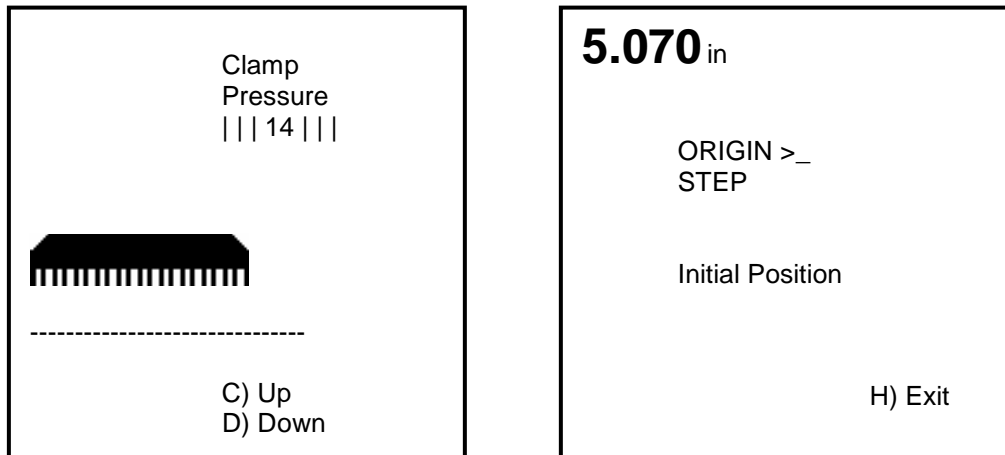 Clamp
Pressure
| | | 14 | | |
------------------------------
C) Up
D) Down
5.070 in
ORIGIN >_
STEP
Initial Position
H) Exit